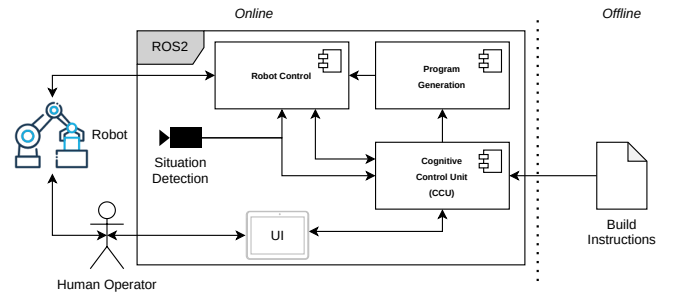 Online
Offline
ROS2
Robot Control
Program
Generation
Robot
Situation
Detection
Cognitive
Control Unit
(CCU)
UI
Build
Instructions
Human Operator